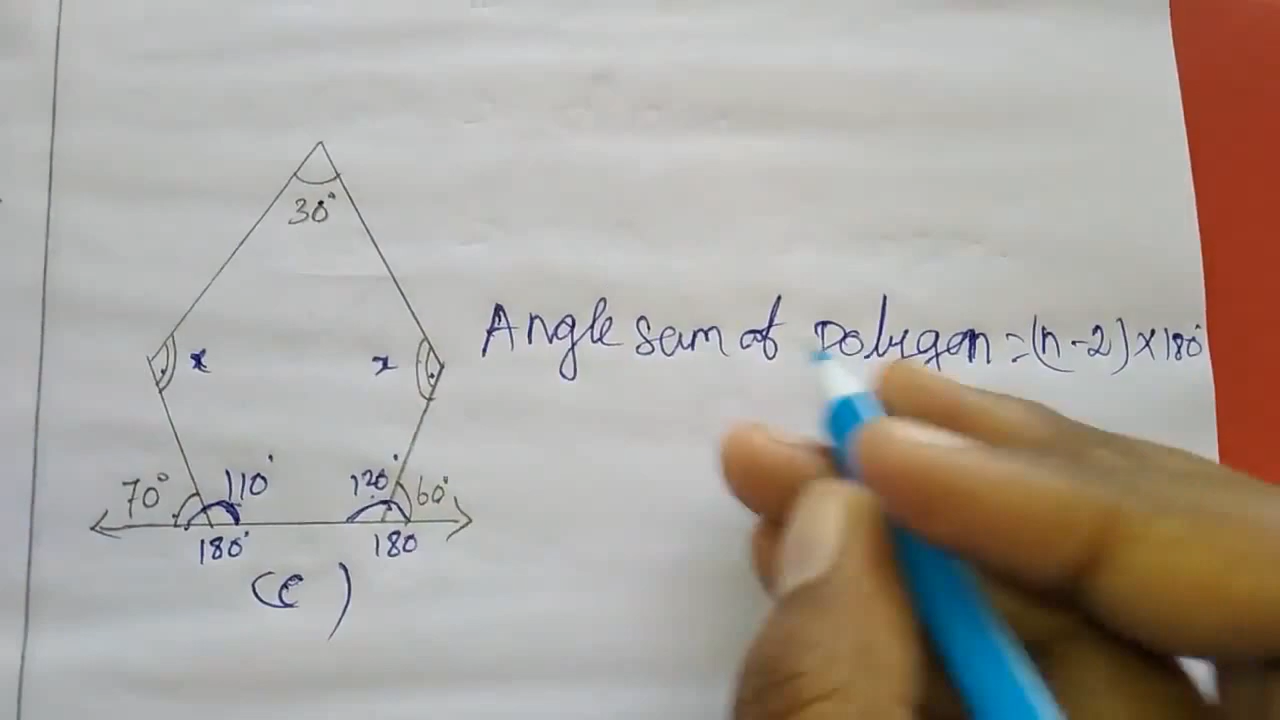 30°
x x
Angle sum of Polygon = (n-2) × 180°
70° 110° 120° 60°
180° 180
(c)